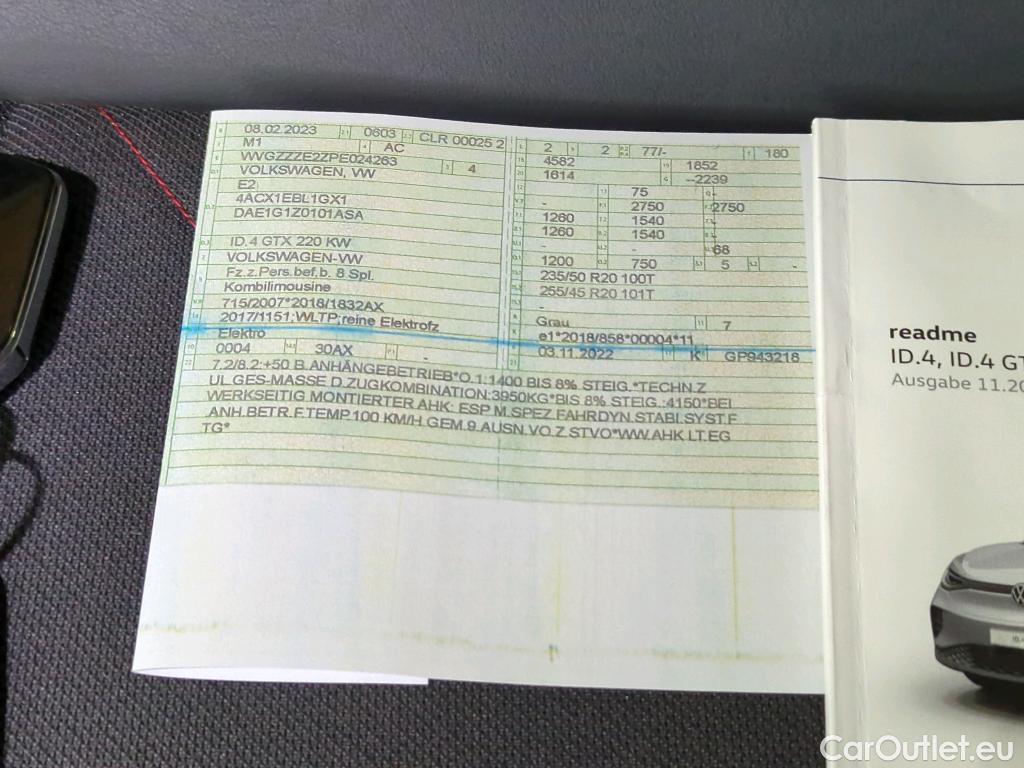 08.02.2023 0603 CLR 00025 2
M1 AC
WVGZZZE2ZPE024263 4
VOLKSWAGEN, VW
E2
4ACX1EBL1GX1
DAE1G1Z0101ASA
ID.4 GTX 220 KW
VOLKSWAGEN-VW
Fz.z.Pers.bef.b. 8 Spl.
Kombilimousine
715/2007*2018/1832AX
2017/1151;WLTP;reine Elektrofz
Elektro
0004 30AX -
2 2 77/- 180
4582 1852
1614 --2239
75
- 2750 2750
1260 1540
1260 1540
- - 68
1200 750 5 -
235/50 R20 100T
255/45 R20 101T
-
Grau 7
e1*2018/858*00004*11
03.11.2022 K GP943218
7.2/8.2:+50 B.ANHÄNGEBETRIEB*O.1:1400 BIS 8% STEIG.*TECHN.Z
UL GES-MASSE D.ZUGKOMBINATION:3950KG*BIS 8% STEIG.:4150*BEI
WERKSEITIG MONTIERTER AHK: ESP M.SPEZ.FAHRDYN.STABI.SYST.F
ANH.BETR.F.TEMP.100 KM/H GEM.9.AUSN.VO.Z.STVO*WW.AHK LT.EG
TG*
readme
ID.4, ID.4 GT
Ausgabe 11.20
CarOutlet.eu